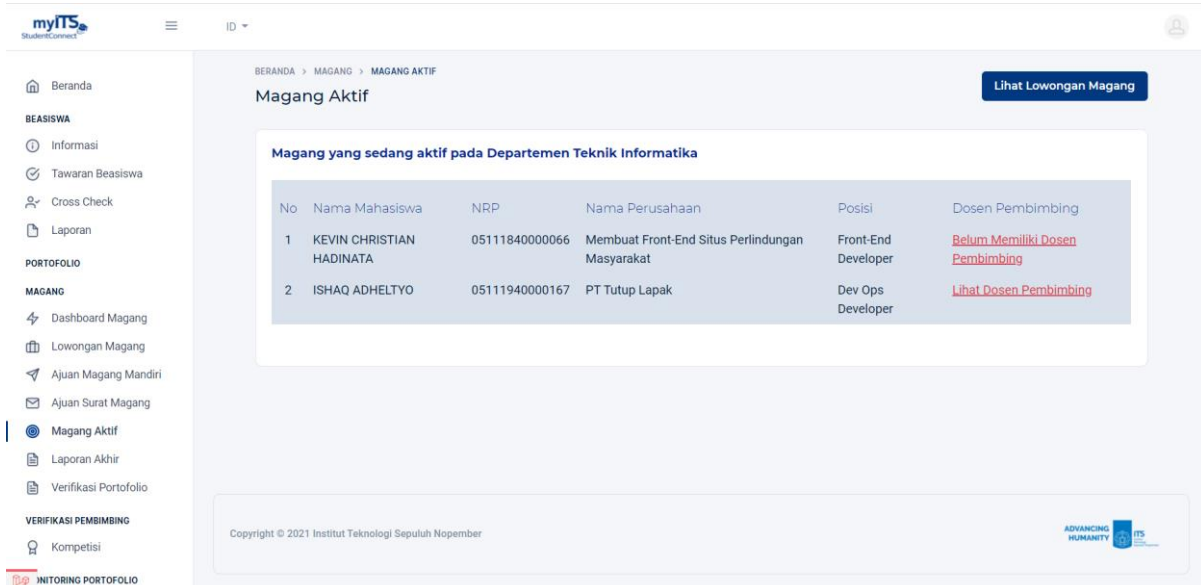 myITS
StudentConnect
ID
BERANDA > MAGANG > MAGANG AKTIF
Magang Aktif
Lihat Lowongan Magang
Beranda
BEASISWA
Informasi
Tawaran Beasiswa
Cross Check
Laporan
PORTOFOLIO
MAGANG
Dashboard Magang
Lowongan Magang
Ajuan Magang Mandiri
Ajuan Surat Magang
Magang Aktif
Laporan Akhir
Verifikasi Portofolio
VERIFIKASI PEMBIMBING
Kompetisi
ONITORING PORTOFOLIO
Magang yang sedang aktif pada Departemen Teknik Informatika
No Nama Mahasiswa NRP Nama Perusahaan Posisi Dosen Pembimbing
1 KEVIN CHRISTIAN 05111840000066 Membuat Front-End Situs Perlindungan Front-End Belum Memiliki Dosen
HADINATA Masyarakat Developer Pembimbing
2 ISHAQ ADHELTYO 05111940000167 PT Tutup Lapak Dev Ops Lihat Dosen Pembimbing
Developer
Copyright © 2021 Institut Teknologi Sepuluh Nopember
ADVANCING
HUMANITY
ITS